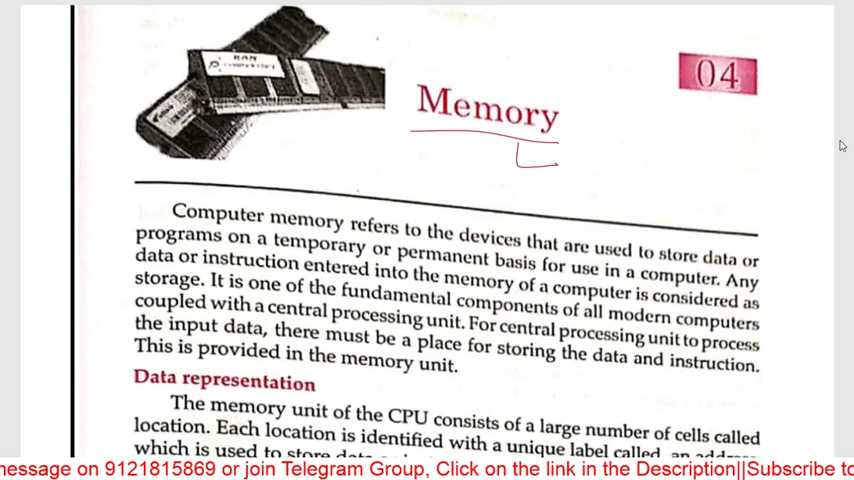 RAM
04
Memory
Computer memory refers to the devices that are used to store data or
programs on a temporary or permanent basis for use in a computer. Any
data or instruction entered into the memory of a computer is considered as
storage. It is one of the fundamental components of all modern computers
coupled with a central processing unit. For central processing unit to process
the input data, there must be a place for storing the data and instruction.
This is provided in the memory unit.
Data representation
The memory unit of the CPU consists of a large number of cells called
location. Each location is identified with a unique label called an address
which is used to store data
message on 9121815869 or join Telegram Group, Click on the link in the Description||Subscribe to